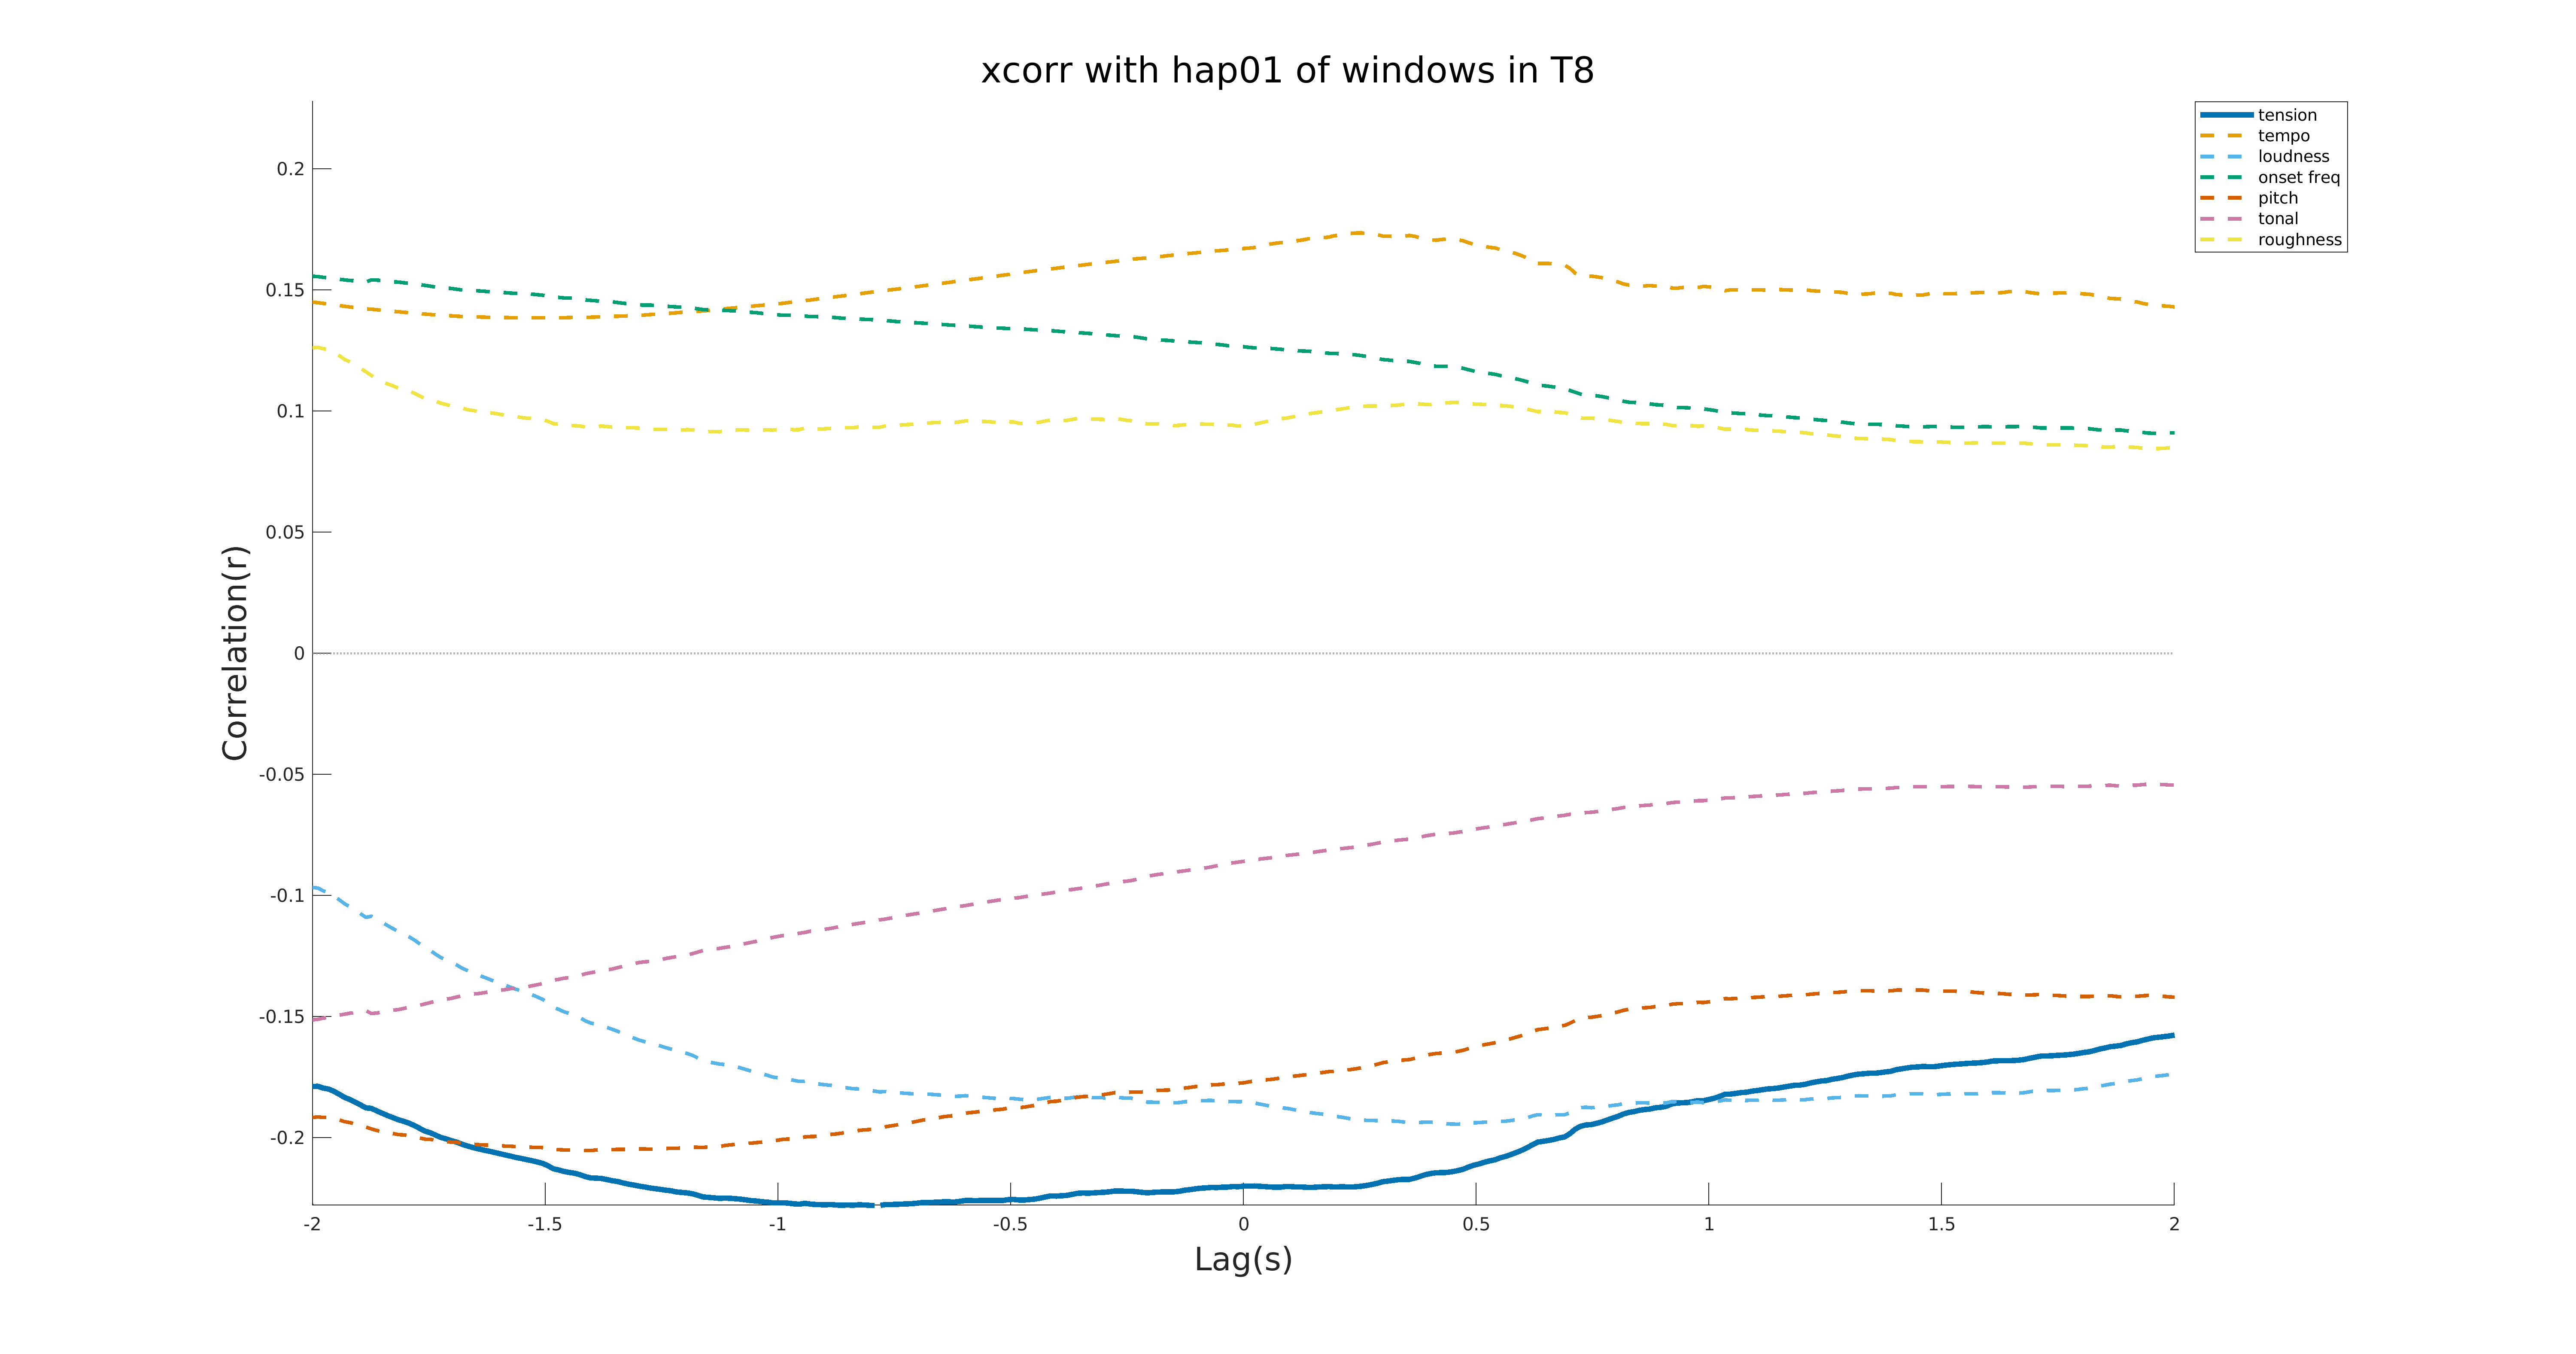 xcorr with hap01 of windows in T8
tension
tempo
loudness
onset freq
pitch
tonal
roughness
0.2
0.15
0.1
0.05
0
-0.05
-0.1
-0.15
-0.2
Correlation(r)
-2 -1.5 -1 -0.5 0 0.5 1 1.5 2
Lag(s)